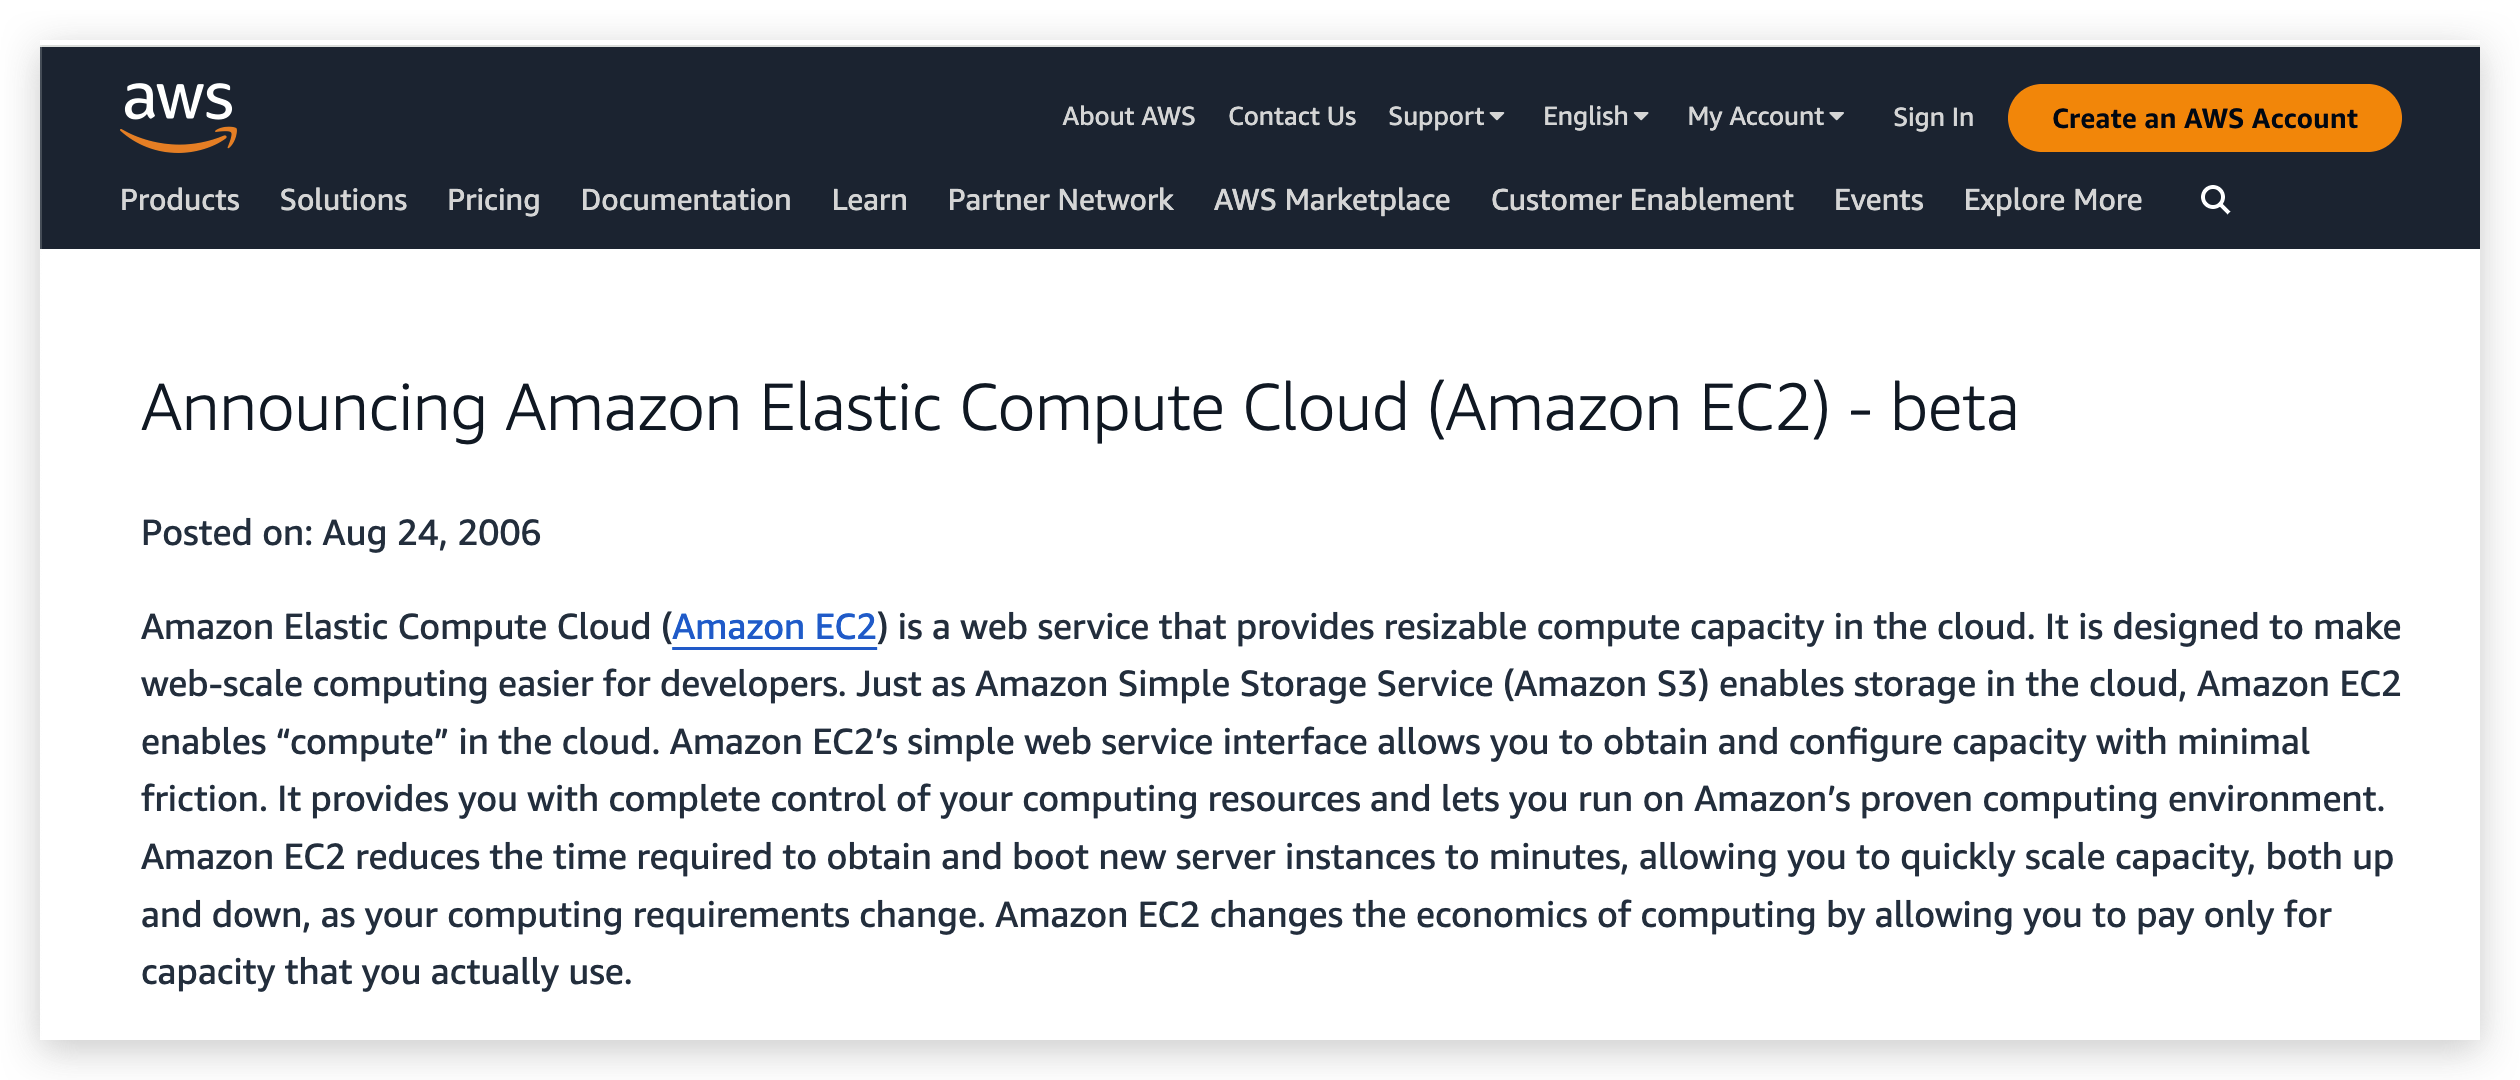 aws
About AWS Contact Us Support English My Account Sign In Create an AWS Account
Products Solutions Pricing Documentation Learn Partner Network AWS Marketplace Customer Enablement Events Explore More
Announcing Amazon Elastic Compute Cloud (Amazon EC2) - beta
Posted on: Aug 24, 2006
Amazon Elastic Compute Cloud (Amazon EC2) is a web service that provides resizable compute capacity in the cloud. It is designed to make
web-scale computing easier for developers. Just as Amazon Simple Storage Service (Amazon S3) enables storage in the cloud, Amazon EC2
enables “compute” in the cloud. Amazon EC2’s simple web service interface allows you to obtain and configure capacity with minimal
friction. It provides you with complete control of your computing resources and lets you run on Amazon’s proven computing environment.
Amazon EC2 reduces the time required to obtain and boot new server instances to minutes, allowing you to quickly scale capacity, both up
and down, as your computing requirements change. Amazon EC2 changes the economics of computing by allowing you to pay only for
capacity that you actually use.